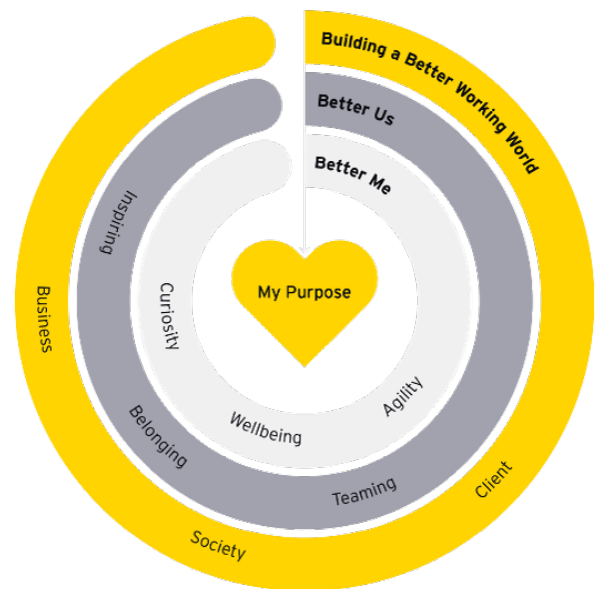 Building a Better Working World
Better Us
Better Me
My Purpose
Inspiring
Curiosity
Business
Agility
Wellbeing
Belonging
Teaming
Client
Society